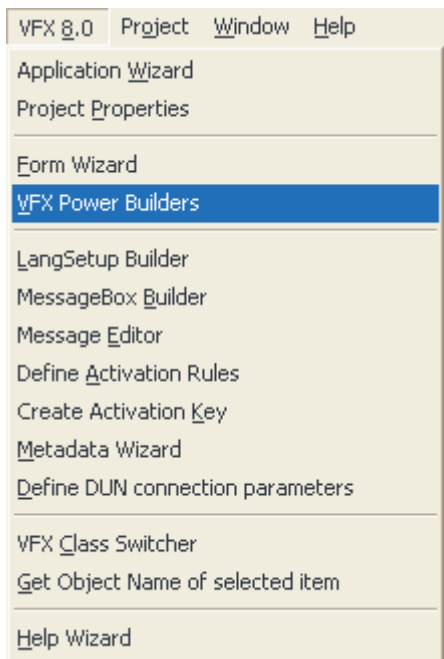 VFX 8.0 Project Window Help
Application Wizard
Project Properties
Form Wizard
VFX Power Builders
LangSetup Builder
MessageBox Builder
Message Editor
Define Activation Rules
Create Activation Key
Metadata Wizard
Define DUN connection parameters
VFX Class Switcher
Get Object Name of selected item
Help Wizard